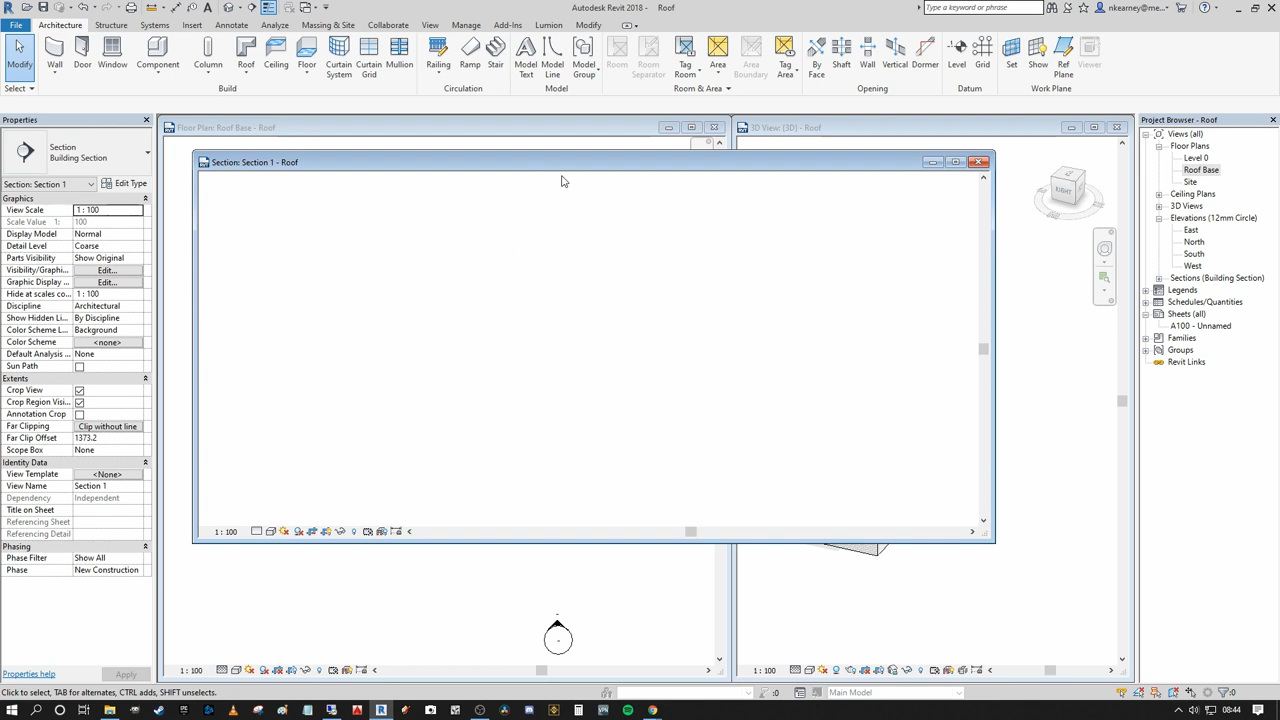 Autodesk Revit 2018 - Roof
Type a keyword or phrase
nkearney@me...
File Architecture Structure Systems Insert Annotate Analyze Massing & Site Collaborate View Manage Add-Ins Lumion Modify
Modify
Wall
Door
Window
Component
Column
Roof
Ceiling
Floor
Curtain System
Curtain Grid
Mullion
Railing
Ramp
Stair
Model Text
Model Line
Model Group
Room
Room Separator
Tag Room
Area
Area Boundary
Tag Area
By Face
Shaft
Wall
Vertical
Dormer
Level
Grid
Set
Show
Ref Plane
Viewer
Select
Build
Circulation
Model
Room & Area
Opening
Datum
Work Plane
Properties
Section
Building Section
Section: Section 1
Edit Type
Graphics
View Scale 1 : 100
Scale Value 1: 100
Display Model Normal
Detail Level Coarse
Parts Visibility Show Original
Visibility/Graphi... Edit...
Graphic Display ... Edit...
Hide at scales co... 1 : 100
Discipline Architectural
Show Hidden Li... By Discipline
Color Scheme L... Background
Color Scheme <none>
Default Analysis ... None
Sun Path
Extents
Crop View
Crop Region Visi...
Annotation Crop
Far Clipping Clip without line
Far Clip Offset 1373.2
Scope Box None
Identity Data
View Template <None>
View Name Section 1
Dependency Independent
Title on Sheet
Referencing Sheet
Referencing Detail
Phasing
Phase Filter Show All
Phase New Construction
Properties help
Apply
Floor Plan: Roof Base - Roof
Section: Section 1 - Roof
1 : 100
1 : 100
3D View: {3D} - Roof
RIGHT
1 : 100
Project Browser - Roof
Views (all)
Floor Plans
Level 0
Roof Base
Site
Ceiling Plans
3D Views
Elevations (12mm Circle)
East
North
South
West
Sections (Building Section)
Legends
Schedules/Quantities
Sheets (all)
A100 - Unnamed
Families
Groups
Revit Links
Click to select, TAB for alternates, CTRL adds, SHIFT unselects.
:0
Main Model
:0
08:44